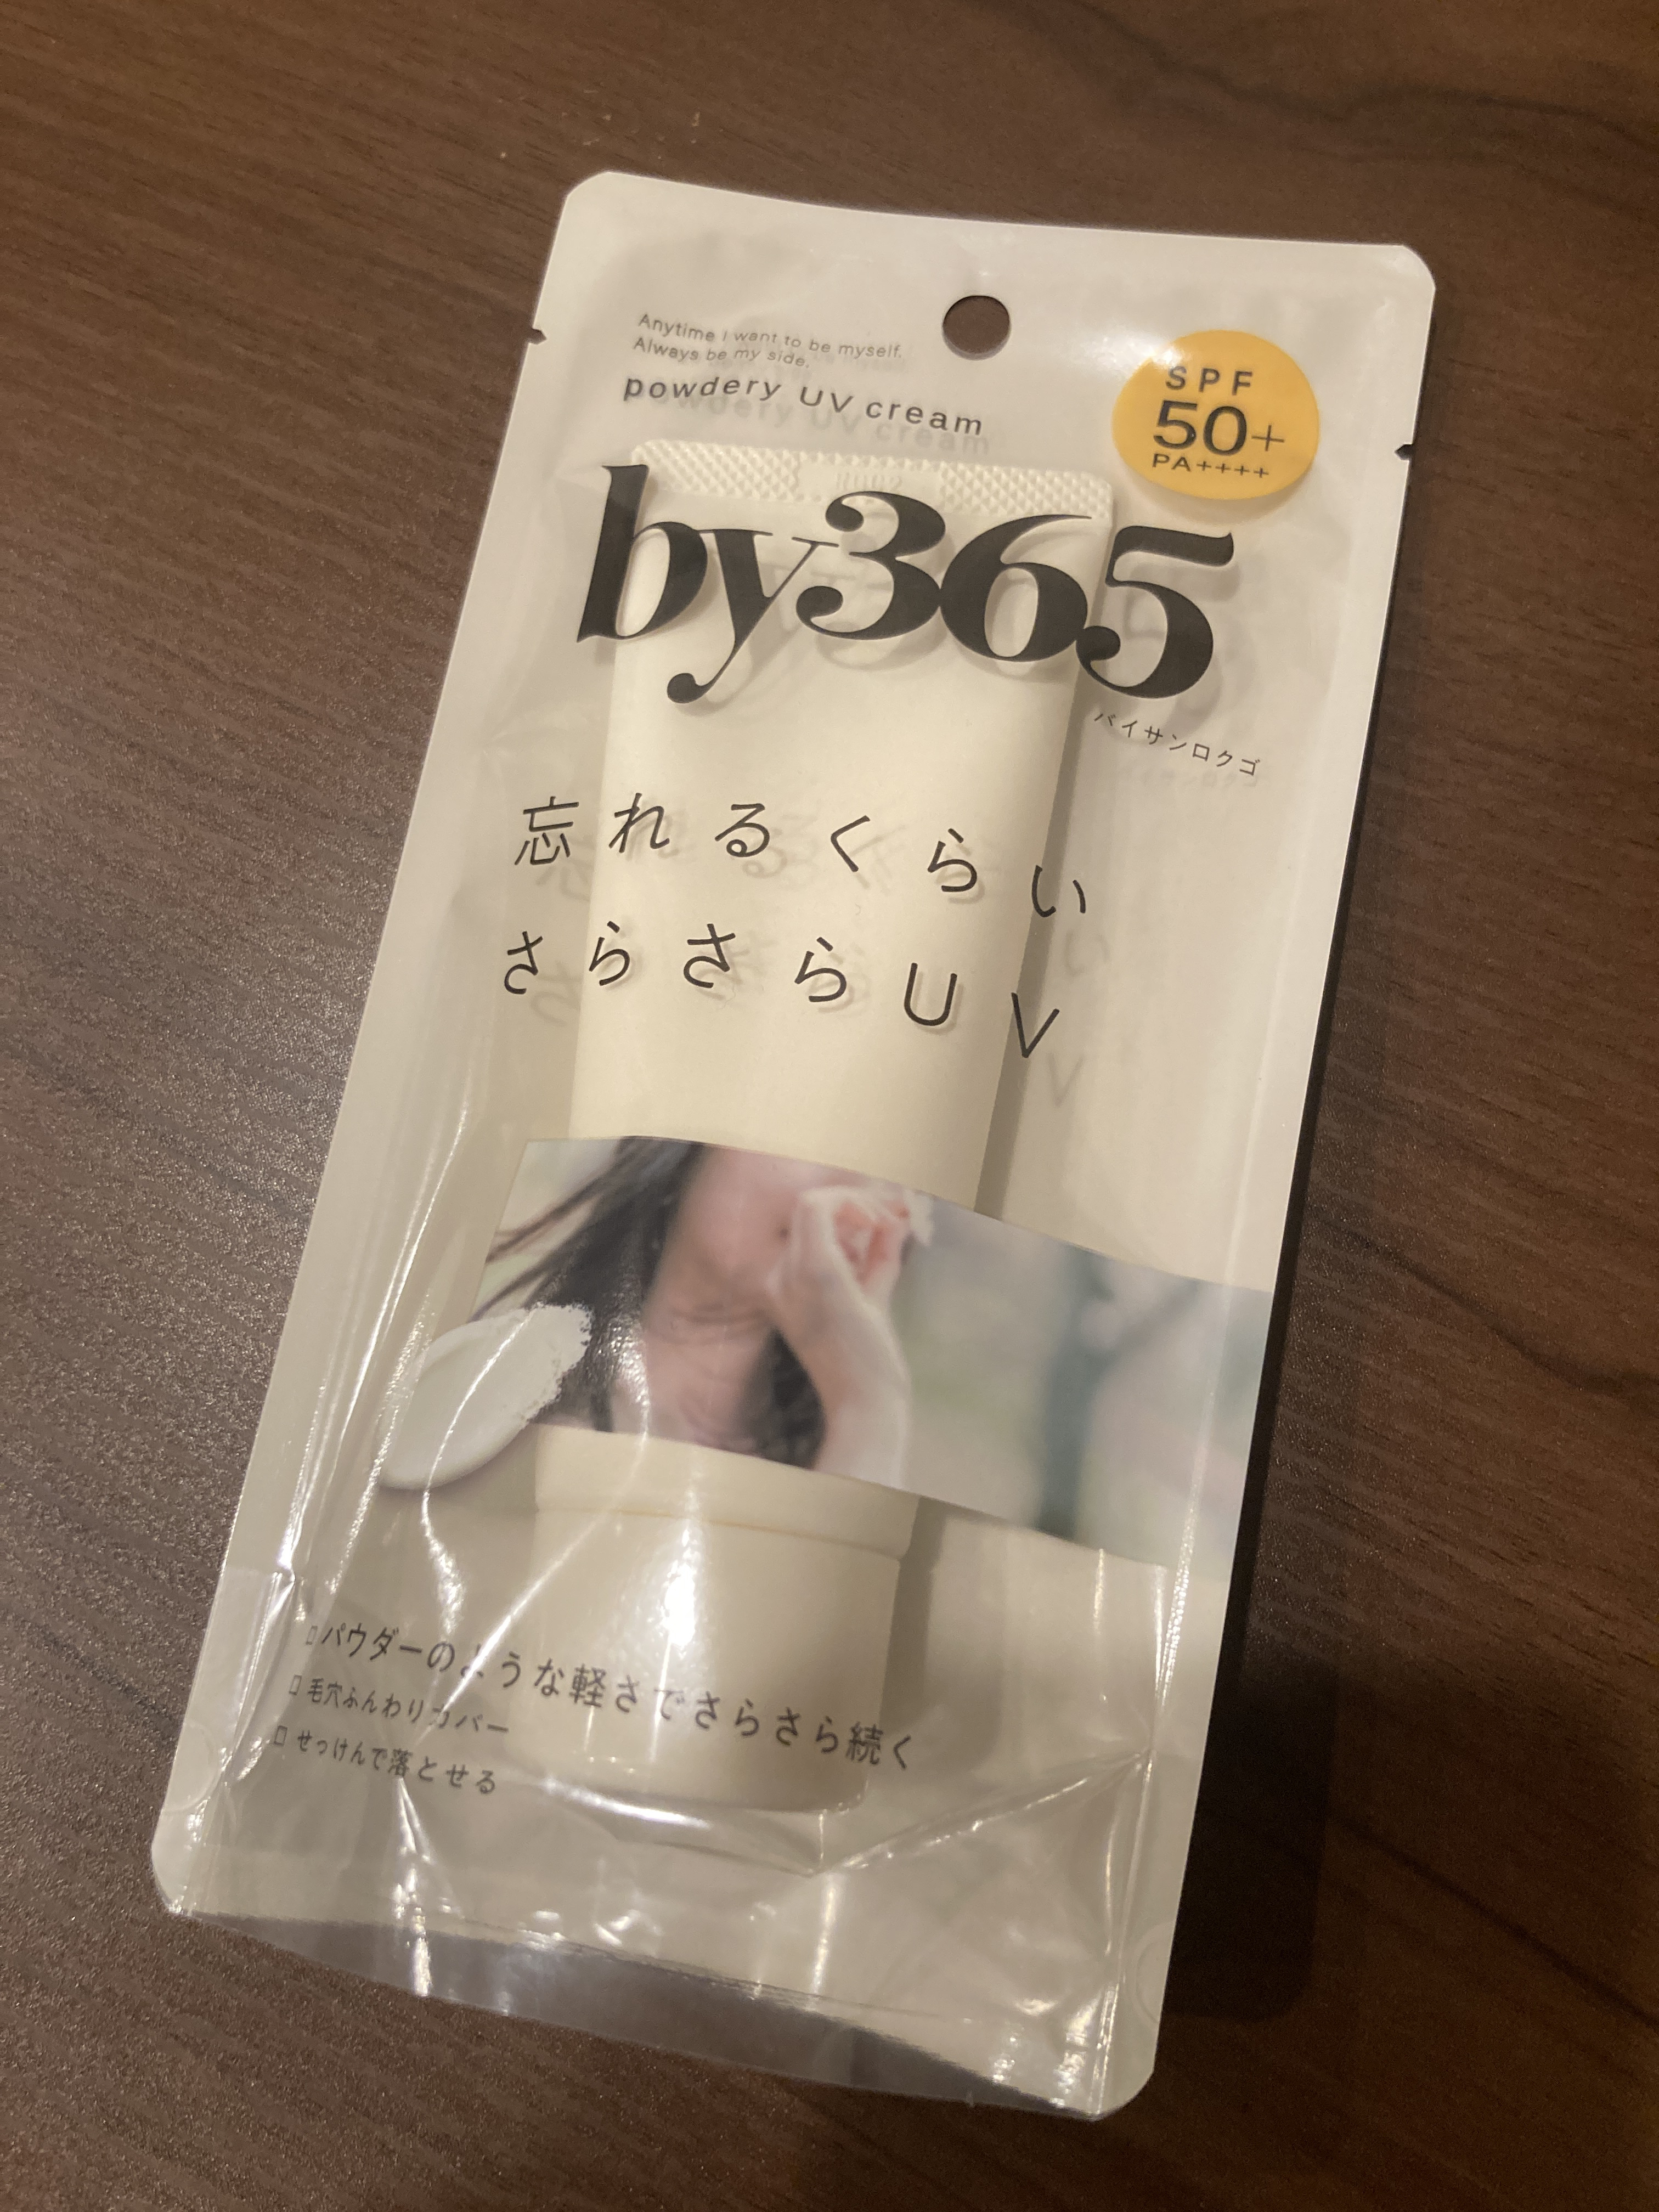 Anytime I want to be myself.
Always be my side.
powdery UV cream
SPF
50+
PA++++
by365
バイサンロクゴ
忘れるくらい
さらさらUV
パウダーのような軽さでさらさら続く
毛穴ふんわりカバー
せっけんで落とせる